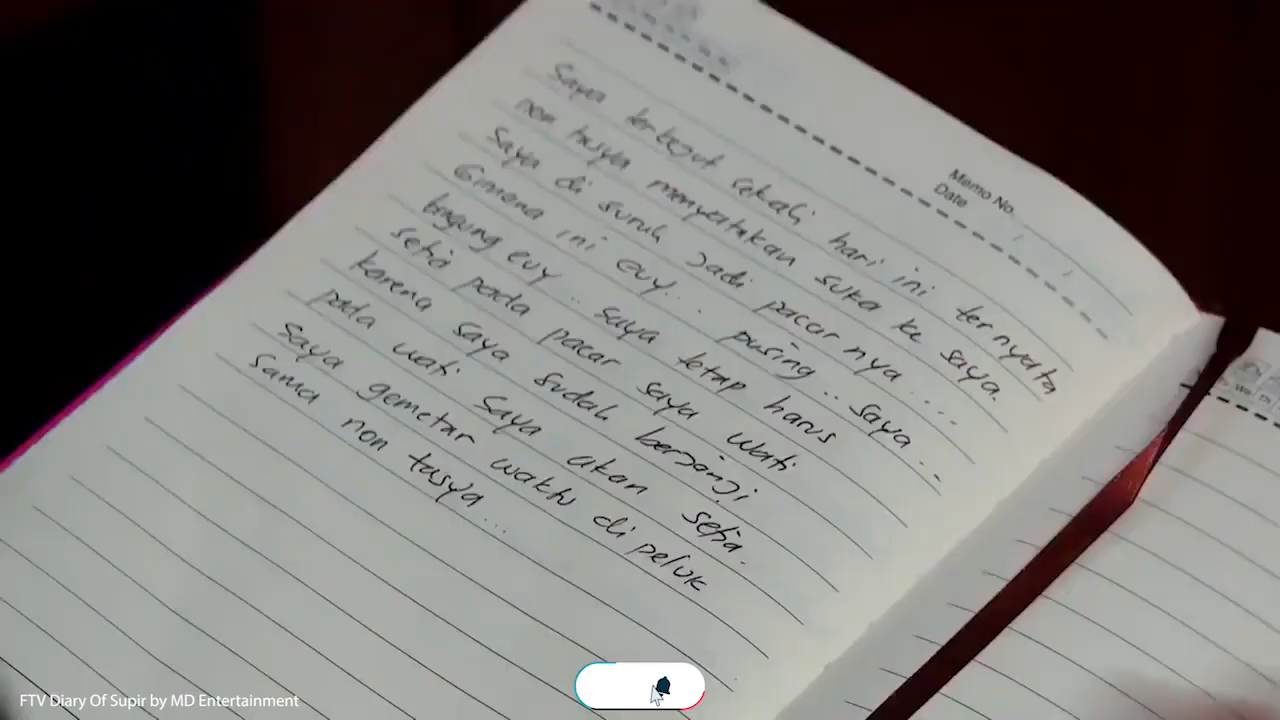 Memo No.
Date
Saya terkejut sekali hari ini ternyata
non tasya menyatakan suka ke saya.
Saya di suruh jadi pacar nya ....
Gimana ini euy.. pusing.. saya ..
bingung euy.. saya tetap harus
setia pada pacar saya wati
karena saya sudah berjanji
pada wati saya akan setia.
Saya gemetar waktu di peluk
sama non tasya...
FTV Diary Of Supir by MD Entertainment